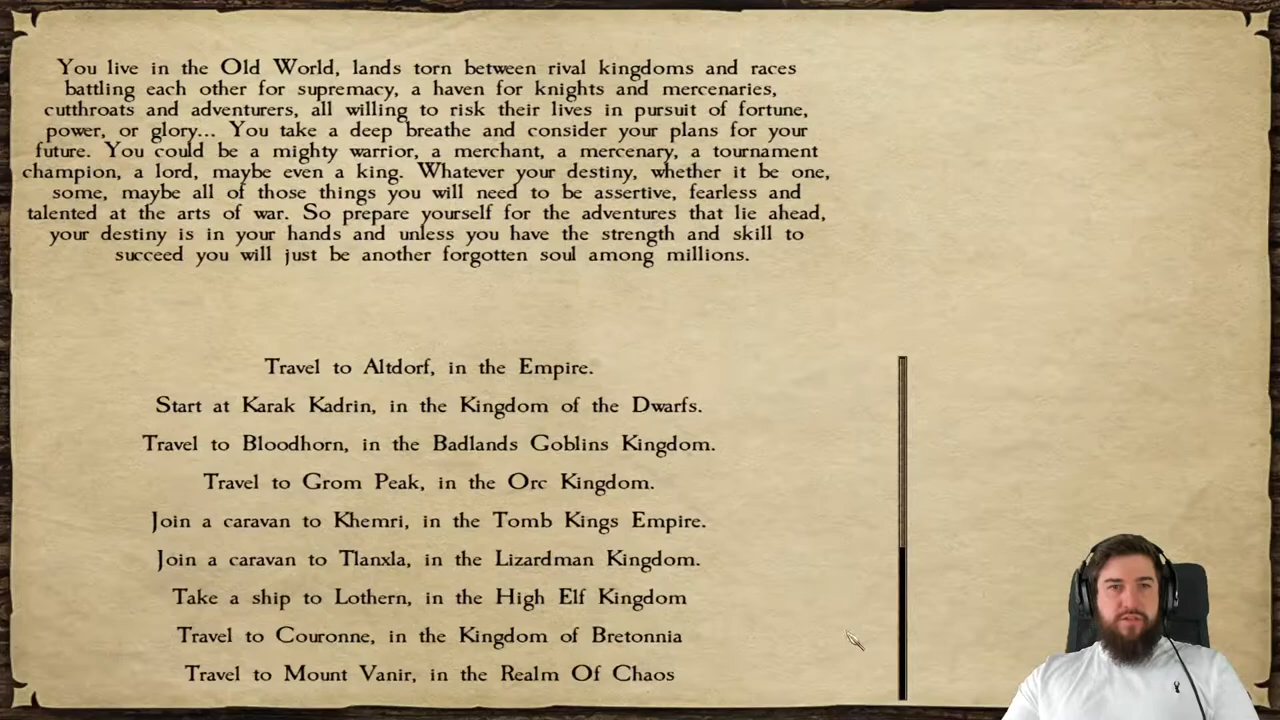 You live in the Old World, lands torn between rival kingdoms and races
battling each other for supremacy, a haven for knights and mercenaries,
cutthroats and adventurers, all willing to risk their lives in pursuit of fortune,
power, or glory... You take a deep breathe and consider your plans for your
future. You could be a mighty warrior, a merchant, a mercenary, a tournament
champion, a lord, maybe even a king. Whatever your destiny, whether it be one,
some, maybe all of those things you will need to be assertive, fearless and
talented at the arts of war. So prepare yourself for the adventures that lie ahead,
your destiny is in your hands and unless you have the strength and skill to
succeed you will just be another forgotten soul among millions.
Travel to Altdorf, in the Empire.
Start at Karak Kadrin, in the Kingdom of the Dwarfs.
Travel to Bloodhorn, in the Badlands Goblins Kingdom.
Travel to Grom Peak, in the Orc Kingdom.
Join a caravan to Khemri, in the Tomb Kings Empire.
Join a caravan to Tlanxla, in the Lizardman Kingdom.
Take a ship to Lothern, in the High Elf Kingdom
Travel to Couronne, in the Kingdom of Bretonnia
Travel to Mount Vanir, in the Realm Of Chaos